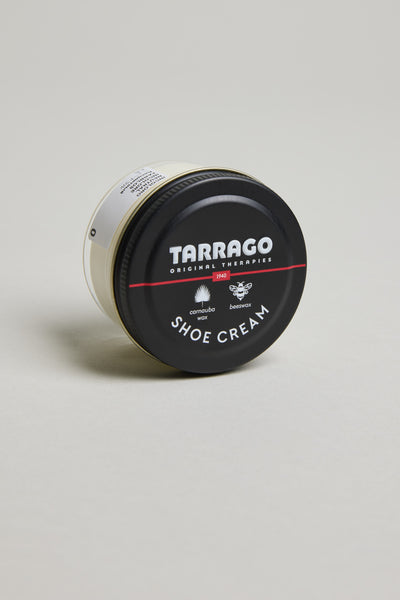 TARRAGO
ORIGINAL THERAPIES
1940
carnauba
wax
beeswax
SHOE CREAM